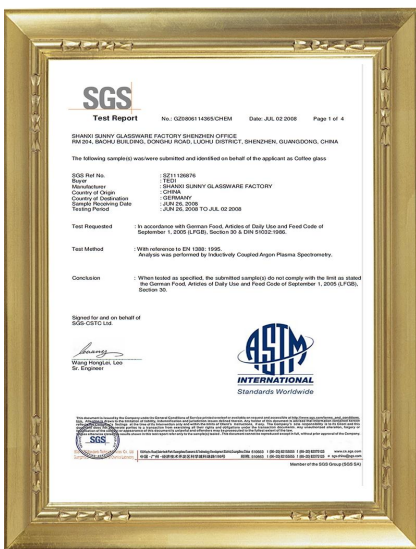 SGS
Test Report No.: GZ0806114365/CHEM Date: JUL 02 2008 Page 1 of 4
SHANXI SUNNY GLASSWARE FACTORY SHENZHEN OFFICE
RM 204, BAOHU BUILDING, DONGHU ROAD, LUOHU DISTRICT, SHENZHEN, GUANGDONG, CHINA
The following sample(s) was/were submitted and identified on behalf of the applicant as Coffee glass
SGS Ref No. : SZ11126876
Buyer : TEDI
Manufacturer : SHANXI SUNNY GLASSWARE FACTORY
Country of Origin : CHINA
Country of Destination : GERMANY
Sample Receiving Date : JUN 26, 2008
Testing Period : JUN 26, 2008 TO JUL 02 2008
Test Requested : In accordance with German Food, Articles of Daily Use and Feed Code of
September 1, 2005 (LFGB), Section 30 & DIN 51032:1986.
Test Method : With reference to EN 1388: 1995.
Analysis was performed by Inductively Coupled Argon Plasma Spectrometry.
Conclusion : When tested as specified, the submitted sample(s) do not comply with the limit as stated
the German Food, Articles of Daily Use and Feed Code of September 1, 2005 (LFGB),
Section 30.
Signed for and on behalf of
SGS-CSTC Ltd.
Wang HongLei, Leo
Sr. Engineer
ASTM
INTERNATIONAL
Standards Worldwide
SGS
Member of the SGS Group (SGS SA)